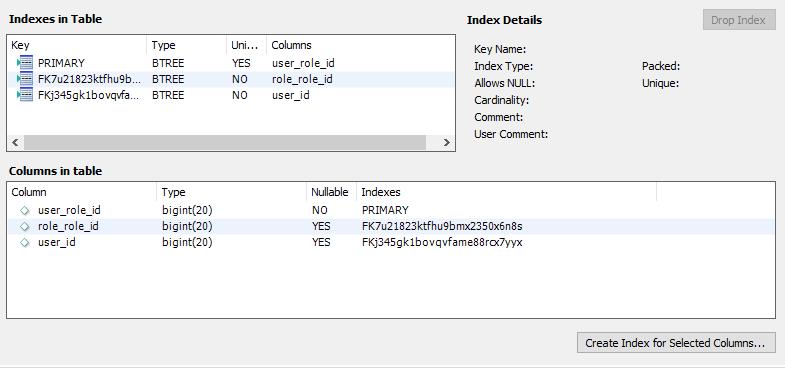 Indexes in Table
Index Details
Drop Index
Key Type Uni... Columns
PRIMARY BTREE YES user_role_id
FK7u21823ktfhu9b... BTREE NO role_role_id
FKj345gk1bovqvfa... BTREE NO user_id
Key Name:
Index Type: Packed:
Allows NULL: Unique:
Cardinality:
Comment:
User Comment:
Columns in table
Column Type Nullable Indexes
user_role_id bigint(20) NO PRIMARY
role_role_id bigint(20) YES FK7u21823ktfhu9bmx2350x6n8s
user_id bigint(20) YES FKj345gk1bovqvfame88rcx7yyx
Create Index for Selected Columns...